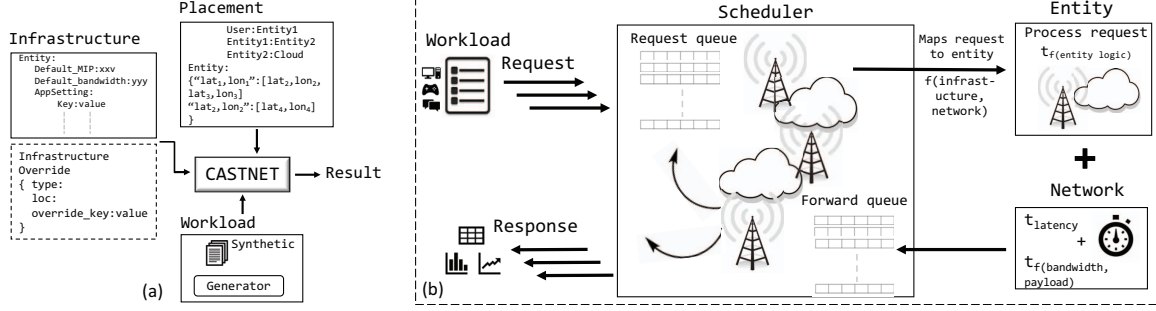 Infrastructure
Entity:
Default_MIP:xxv
Default_bandwidth:yyy
AppSetting:
Key:value
Infrastructure
Override
{ type:
loc:
override_key:value
}
Placement
User:Entity1
Entity1:Entity2
Entity2:Cloud
Entity:
{“lat1,lon1”:[lat2,lon2,
lat3,lon3]
“lat2,lon2”:[lat4,lon4]
}
CASTNET
Result
Workload
Synthetic
Generator
(a)
Workload
Request
Response
(b)
Scheduler
Request queue
Forward queue
Maps request
to entity
f(infrast-
ucture,
network)
Entity
Process request
tf(entity logic)
+
Network
tlatency
+
tf(bandwidth,
payload)